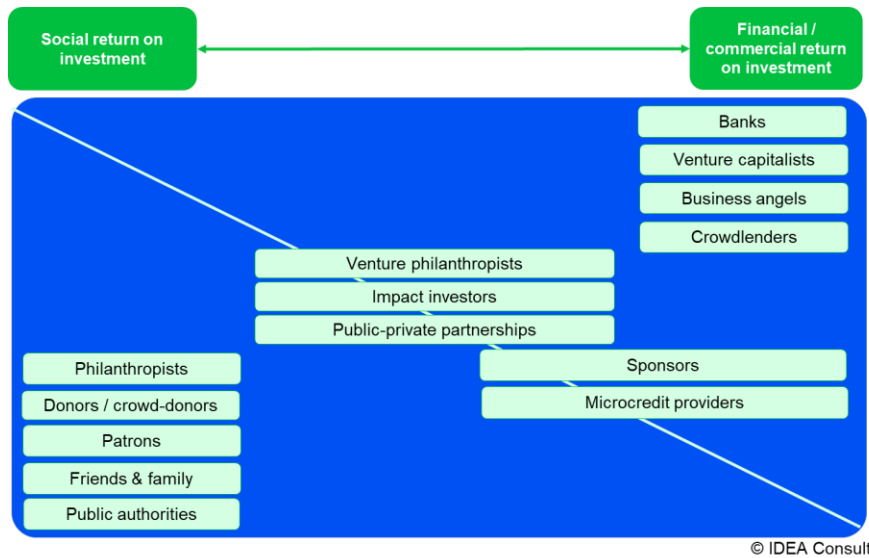 Social return on
investment
Financial /
commercial return
on investment
Banks
Venture capitalists
Business angels
Crowdlenders
Venture philanthropists
Impact investors
Public-private partnerships
Philanthropists
Donors / crowd-donors
Patrons
Friends & family
Public authorities
Sponsors
Microcredit providers
© IDEA Consult